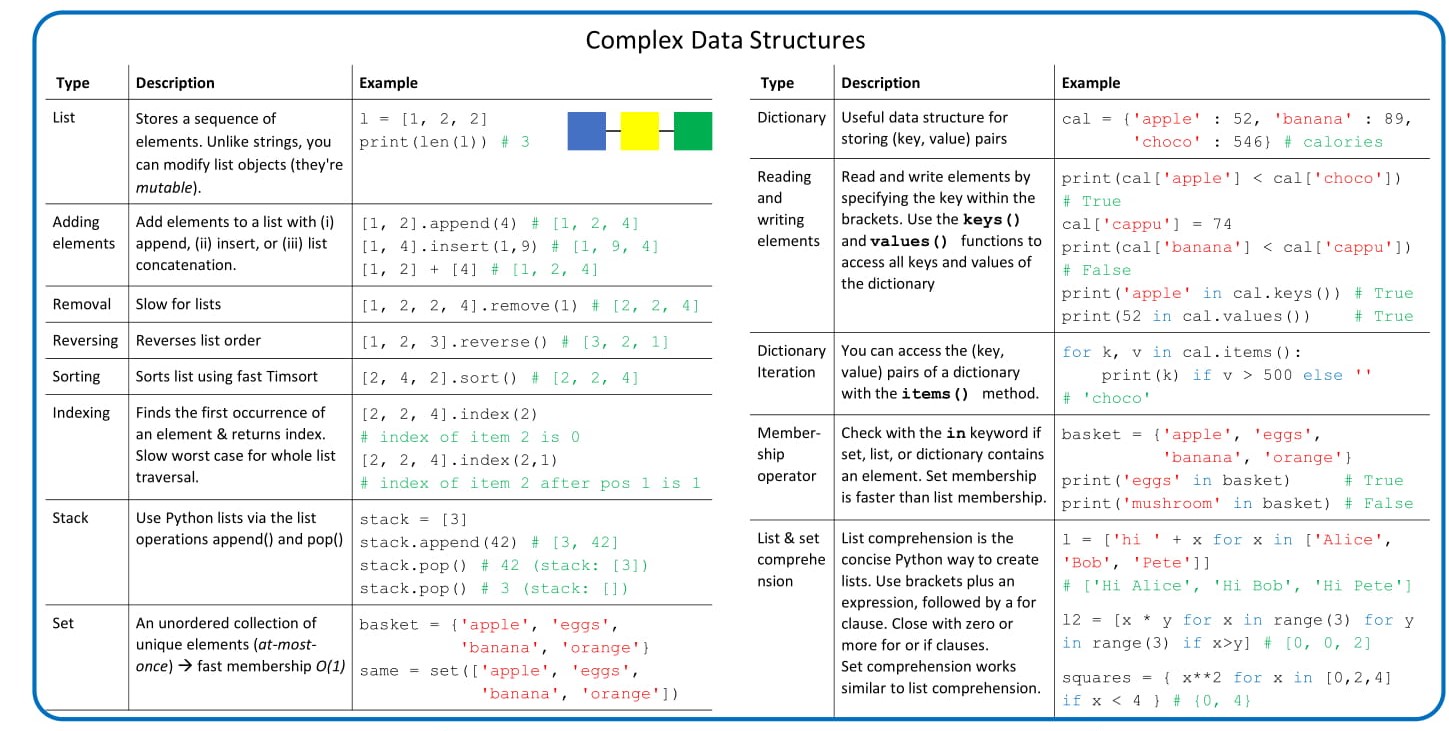 Complex Data Structures
Type Description Example
List Stores a sequence of
elements. Unlike strings, you
can modify list objects (they're
mutable).
l = [1, 2, 2]
print(len(l)) # 3
Adding
elements
Add elements to a list with (i)
append, (ii) insert, or (iii) list
concatenation.
[1, 2].append(4) # [1, 2, 4]
[1, 4].insert(1,9) # [1, 9, 4]
[1, 2] + [4] # [1, 2, 4]
Removal Slow for lists [1, 2, 2, 4].remove(1) # [2, 2, 4]
Reversing Reverses list order [1, 2, 3].reverse() # [3, 2, 1]
Sorting Sorts list using fast Timsort [2, 4, 2].sort() # [2, 2, 4]
Indexing Finds the first occurrence of
an element & returns index.
Slow worst case for whole list
traversal.
[2, 2, 4].index(2)
# index of item 2 is 0
[2, 2, 4].index(2,1)
# index of item 2 after pos 1 is 1
Stack Use Python lists via the list
operations append() and pop()
stack = [3]
stack.append(42) # [3, 42]
stack.pop() # 42 (stack: [3])
stack.pop() # 3 (stack: [])
Set An unordered collection of
unique elements (at-most-
once) → fast membership O(1)
basket = {'apple', 'eggs',
'banana', 'orange'}
same = set(['apple', 'eggs',
'banana', 'orange'])
Type Description Example
Dictionary Useful data structure for
storing (key, value) pairs
cal = {'apple' : 52, 'banana' : 89,
'choco' : 546} # calories
Reading
and
writing
elements
Read and write elements by
specifying the key within the
brackets. Use the keys()
and values() functions to
access all keys and values of
the dictionary
print(cal['apple'] < cal['choco'])
# True
cal['cappu'] = 74
print(cal['banana'] < cal['cappu'])
# False
print('apple' in cal.keys()) # True
print(52 in cal.values()) # True
Dictionary
Iteration
You can access the (key,
value) pairs of a dictionary
with the items() method.
for k, v in cal.items():
print(k) if v > 500 else ''
# 'choco'
Member-
ship
operator
Check with the in keyword if
set, list, or dictionary contains
an element. Set membership
is faster than list membership.
basket = {'apple', 'eggs',
'banana', 'orange'}
print('eggs' in basket) # True
print('mushroom' in basket) # False
List & set
comprehe
nsion
List comprehension is the
concise Python way to create
lists. Use brackets plus an
expression, followed by a for
clause. Close with zero or
more for or if clauses.
Set comprehension works
similar to list comprehension.
l = ['hi ' + x for x in ['Alice',
'Bob', 'Pete']]
# ['Hi Alice', 'Hi Bob', 'Hi Pete']
l2 = [x * y for x in range(3) for y
in range(3) if x>y] # [0, 0, 2]
squares = { x**2 for x in [0,2,4]
if x < 4 } # {0, 4}